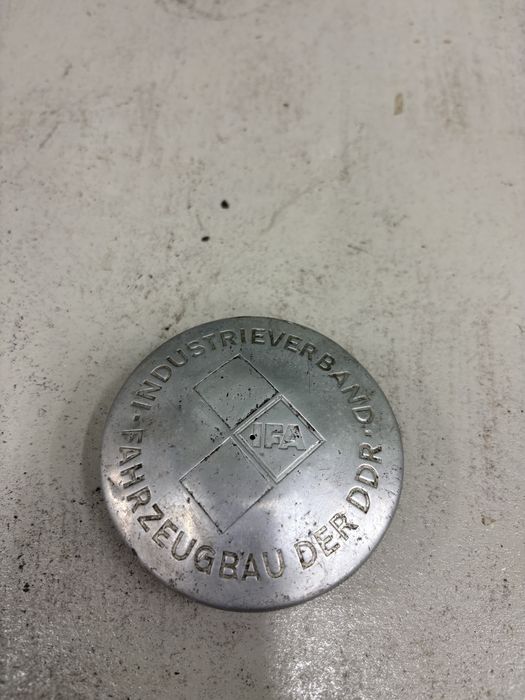 -INDUSTRIEVERBAND-
FAHRZEUGBAU DER DDR
IFA